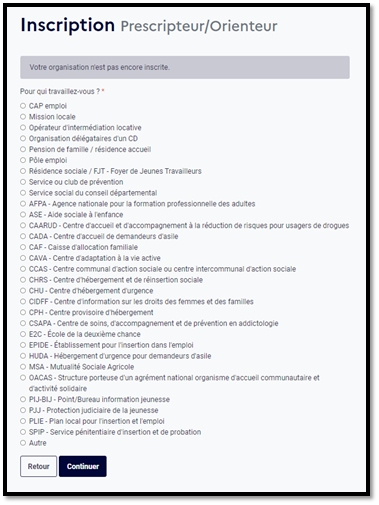 Inscription Prescripteur/Orienteur
Votre organisation n'est pas encore inscrite.
Pour qui travaillez-vous ? *
CAP emploi
Mission locale
Opérateur d'intermédiation locative
Organisation délégataires d'un CD
Pension de famille / résidence accueil
Pôle emploi
Résidence sociale / FJT - Foyer de Jeunes Travailleurs
Service ou club de prévention
Service social du conseil départemental
AFPA - Agence nationale pour la formation professionnelle des adultes
ASE - Aide sociale à l'enfance
CAARUD - Centre d'accueil et d'accompagnement à la réduction de risques pour usagers de drogues
CADA - Centre d'accueil de demandeurs d'asile
CAF - Caisse d'allocation familiale
CAVA - Centre d'adaptation à la vie active
CCAS - Centre communal d'action sociale ou centre intercommunal d'action sociale
CHRS - Centre d'hébergement et de réinsertion sociale
CHU - Centre d'hébergement d'urgence
CIDFF - Centre d'information sur les droits des femmes et des familles
CPH - Centre provisoire d'hébergement
CSAPA - Centre de soins, d'accompagnement et de prévention en addictologie
E2C - École de la deuxième chance
EPIDE - Établissement pour l'insertion dans l'emploi
HUDA - Hébergement d'urgence pour demandeurs d'asile
MSA - Mutualité Sociale Agricole
OACAS - Structure porteuse d'un agrément national organisme d'accueil communautaire et
d'activité solidaire
PIJ-BIJ - Point/Bureau information jeunesse
PJJ - Protection judiciaire de la jeunesse
PLIE - Plan local pour l'insertion et l'emploi
SPIP - Service pénitentiaire d'insertion et de probation
Autre
Retour Continuer